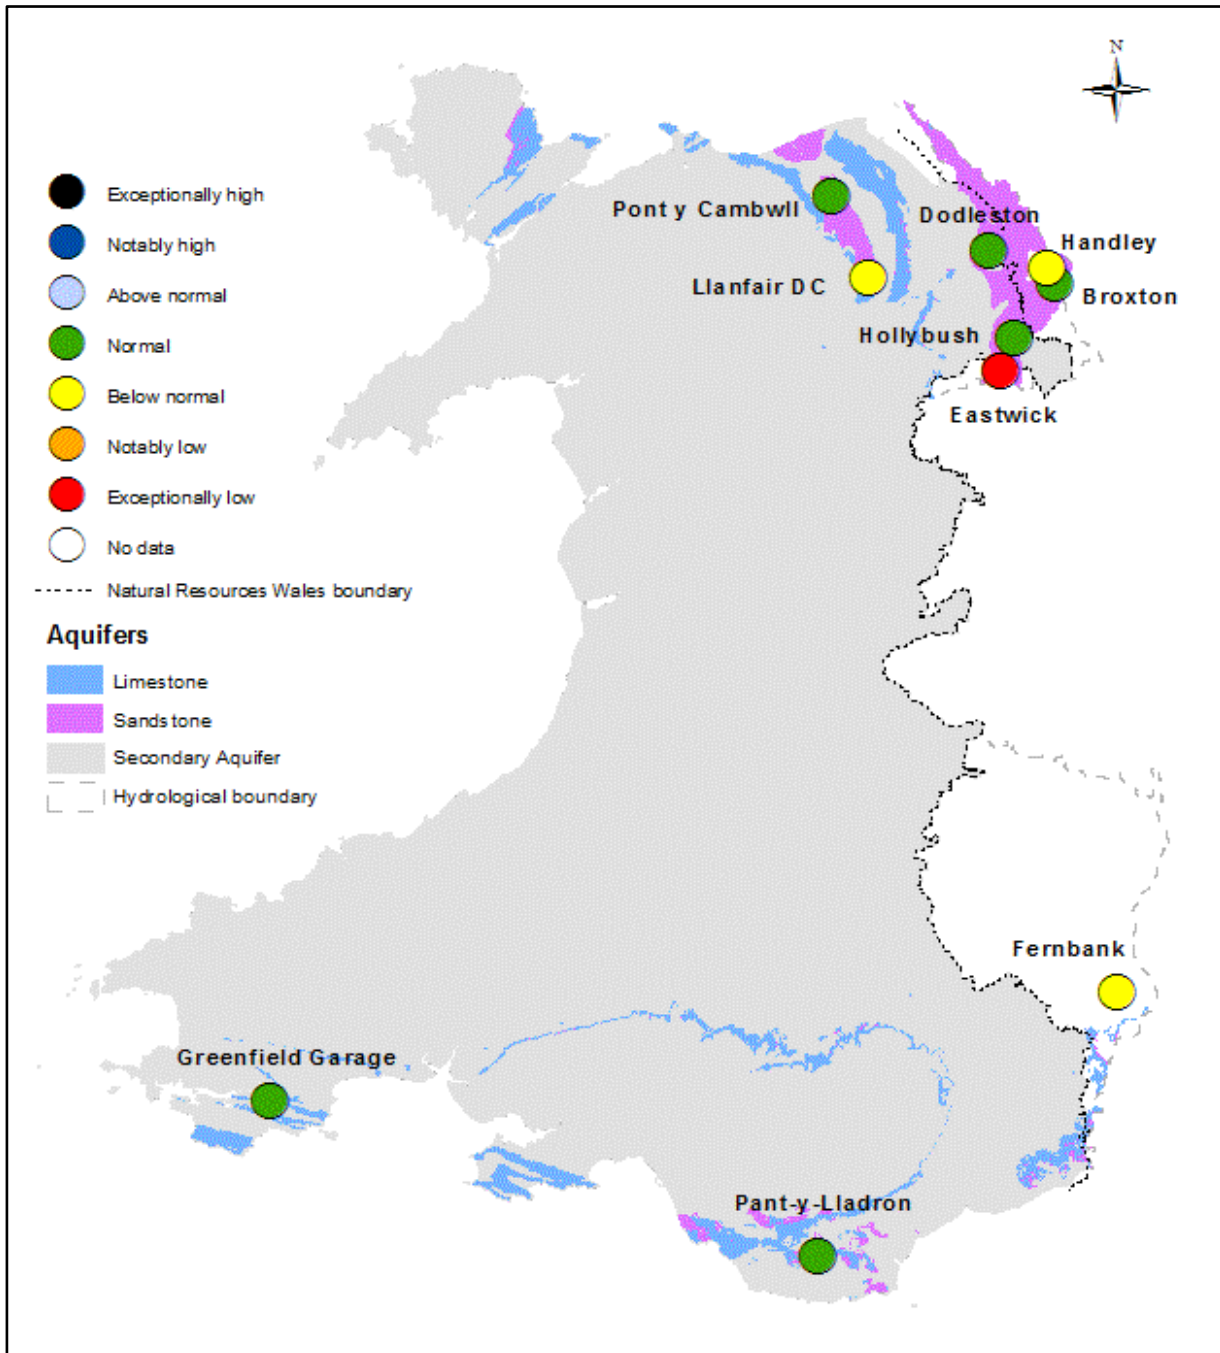 N
Exceptionally high
Notably high
Above normal
Normal
Below normal
Notably low
Exceptionally low
No data
Natural Resources Wales boundary
Aquifers
Limestone
Sandstone
Secondary Aquifer
Hydrological boundary
Pont y Cambwll
Dodleston
Handley
Llanfair DC
Broxton
Hollybush
Eastwick
Fernbank
Greenfield Garage
Pant-y-Lladron